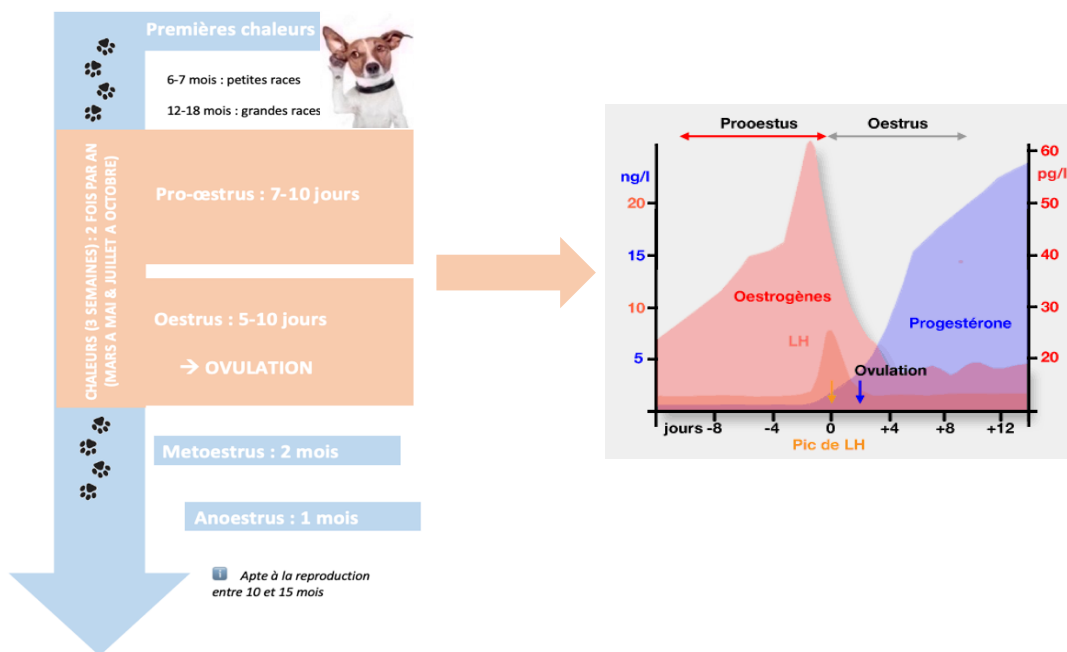 Premières chaleurs
6-7 mois : petites races
12-18 mois : grandes races
CHALEURS (3 SEMAINES) : 2 FOIS PAR AN
(MARS A MAI & JUILLET A OCTOBRE)
Pro-œstrus : 7-10 jours
Oestrus : 5-10 jours
→ OVULATION
Metoestrus : 2 mois
Anoestrus : 1 mois
Apte à la reproduction
entre 10 et 15 mois
Prooestus
Oestrus
ng/l
20
15
10
5
60
pg/l
50
40
30
20
Oestrogènes
LH
Progestérone
Ovulation
jours -8
-4
0
+4
+8
+12
Pic de LH